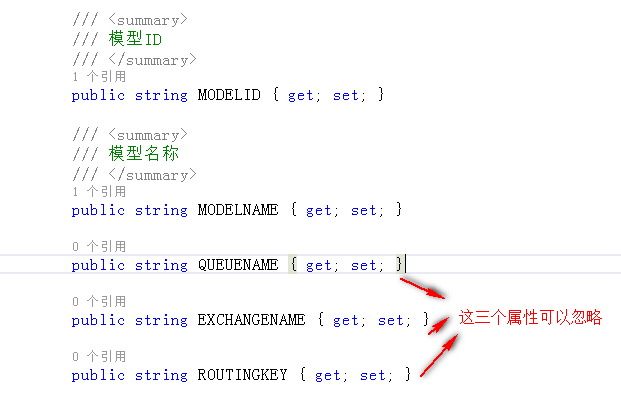 /// <summary>
/// 模型ID
/// </summary>
1 个引用
public string MODELID { get; set; }
/// <summary>
/// 模型名称
/// </summary>
1 个引用
public string MODELNAME { get; set; }
0 个引用
public string QUEUENAME { get; set; }
0 个引用
public string EXCHANGENAME { get; set; }
这三个属性可以忽略
0 个引用
public string ROUTINGKEY { get; set; }